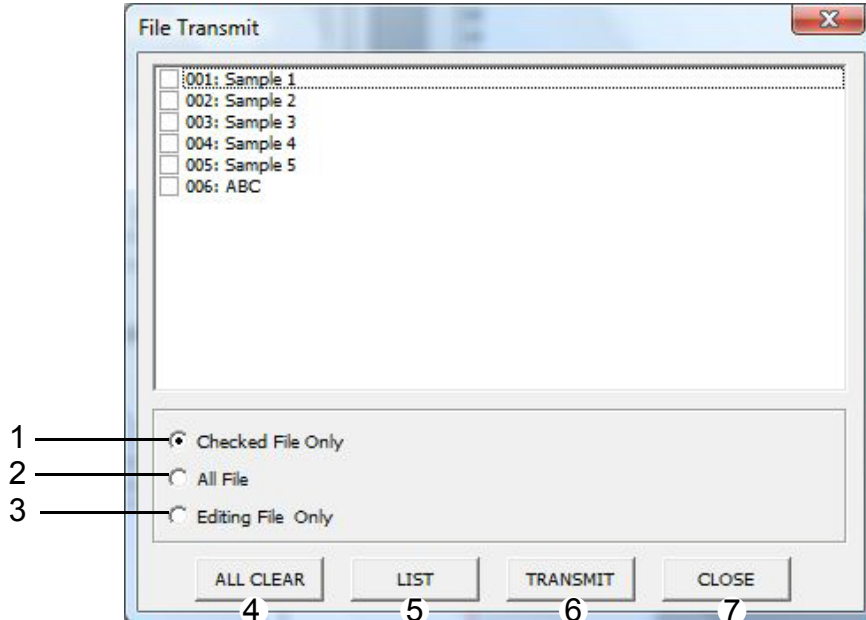 File Transmit
001: Sample 1
002: Sample 2
003: Sample 3
004: Sample 4
005: Sample 5
006: ABC
1 Checked File Only
2 All File
3 Editing File Only
ALL CLEAR LIST TRANSMIT CLOSE
4 5 6 7